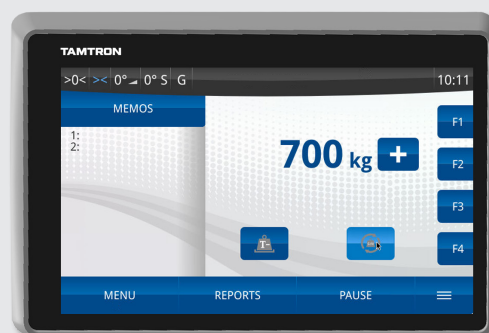 TAMTRON
>0< >< 0° 0° S G 10:11
MEMOS
1:
2:
700 kg +
F1
F2
F3
F4
T
MENU REPORTS PAUSE